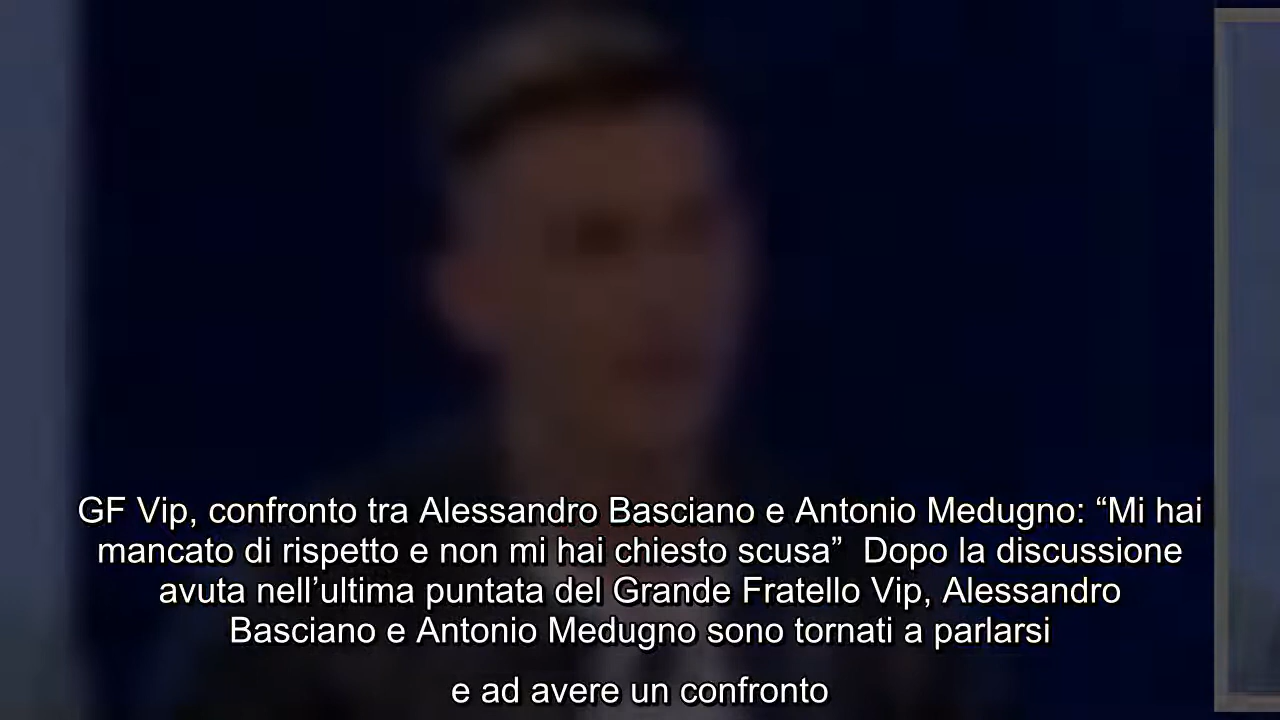 GF Vip, confronto tra Alessandro Basciano e Antonio Medugno: “Mi hai
mancato di rispetto e non mi hai chiesto scusa”  Dopo la discussione
avuta nell’ultima puntata del Grande Fratello Vip, Alessandro
Basciano e Antonio Medugno sono tornati a parlarsi
e ad avere un confronto